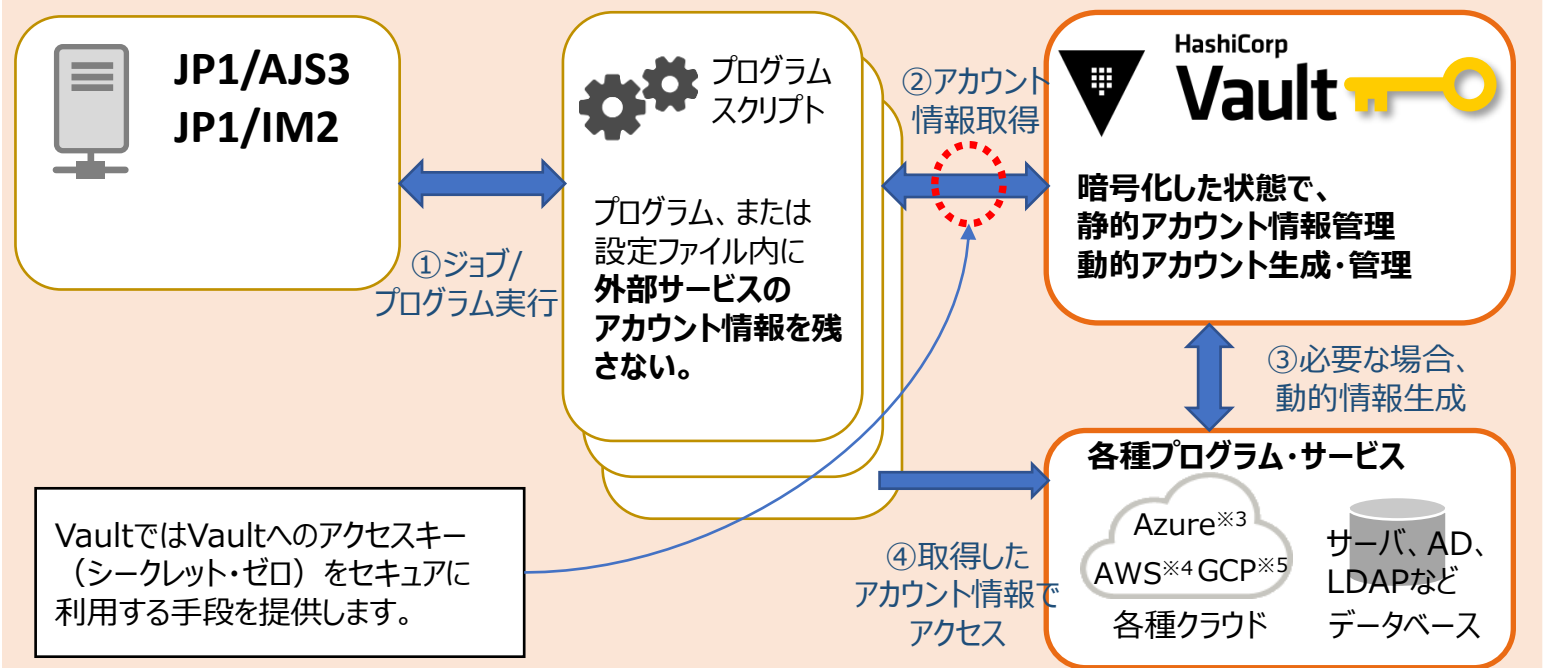 JP1/AJS3
JP1/IM2
①ジョブ/
プログラム実行
プログラム
スクリプト
プログラム、または
設定ファイル内に
外部サービスの
アカウント情報を残
さない。
②アカウント
情報取得
HashiCorp
Vault
暗号化した状態で、
静的アカウント情報管理
動的アカウント生成・管理
③必要な場合、
動的情報生成
VaultではVaultへのアクセスキー
（シークレット・ゼロ）をセキュアに
利用する手段を提供します。
④取得した
アカウント情報で
アクセス
各種プログラム・サービス
Azure※3
AWS※4 GCP※5
各種クラウド
サーバ、AD、
LDAPなど
データベース